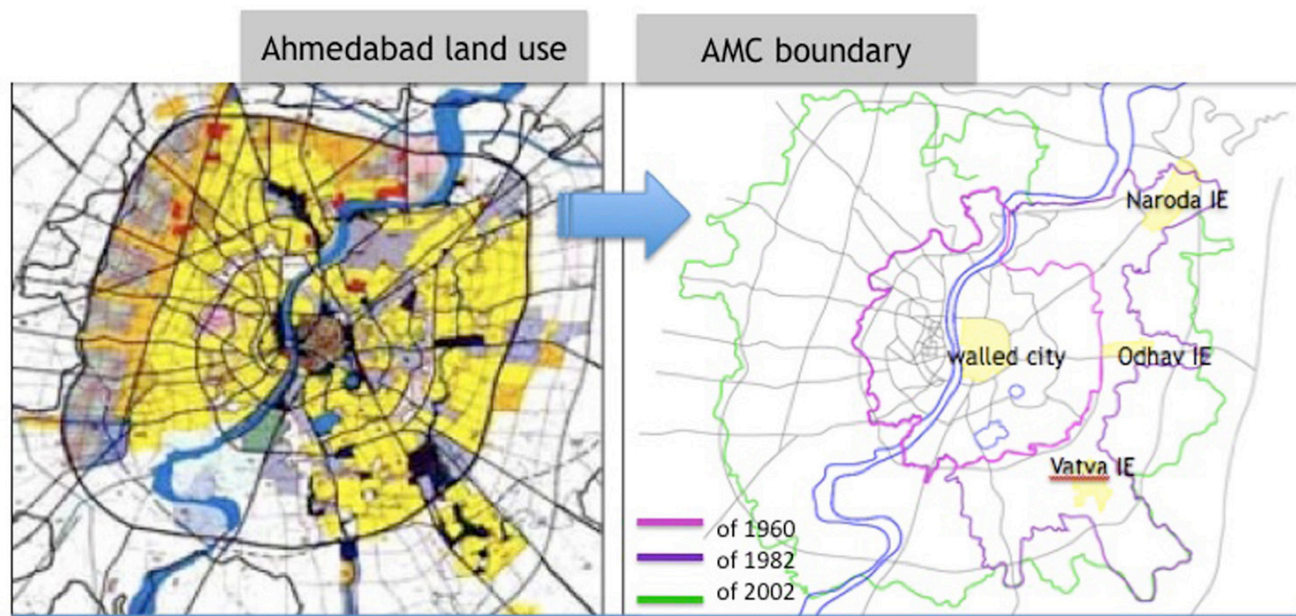 Ahmedabad land use
AMC boundary
Naroda IE
walled city
Odhav IE
Vatva IE
of 1960
of 1982
of 2002